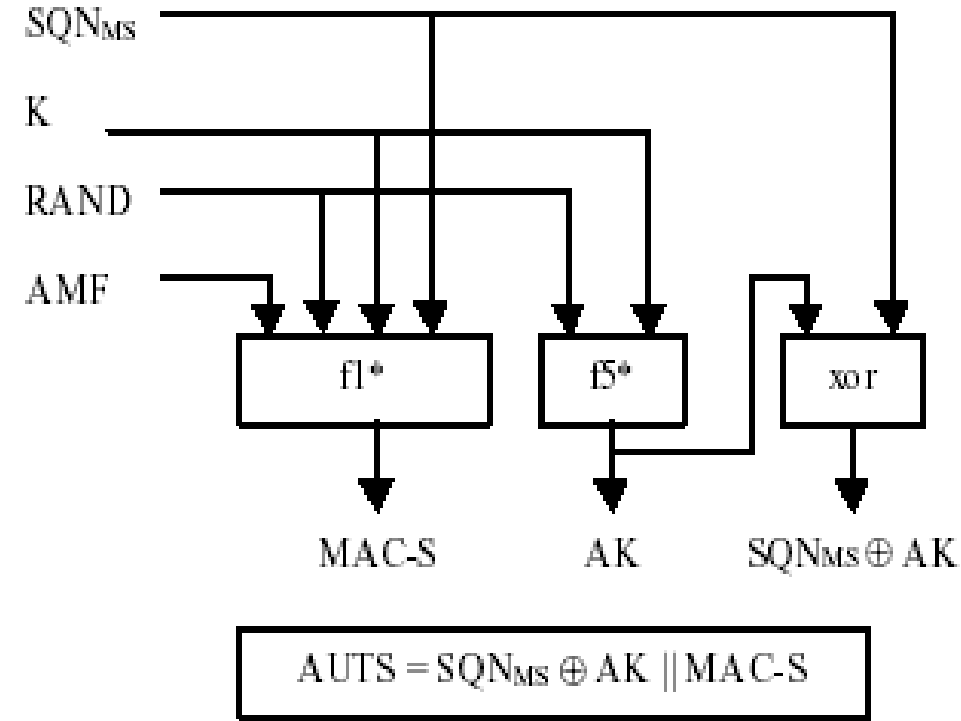 SQNMS
K
RAND
AMF
f1* f5* xor
MAC-S AK SQNMS ⊕ AK
AUTS = SQNMS ⊕ AK || MAC-S